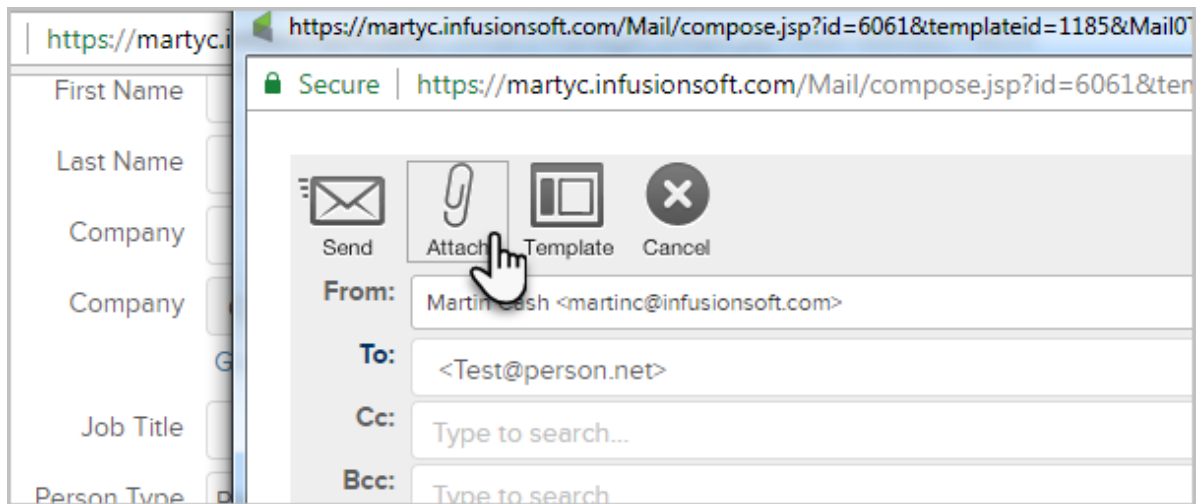 https://martyc.i
First Name
Last Name
Company
Company
G
Job Title
Person Type
https://martyc.infusionsoft.com/Mail/compose.jsp?id=6061&templateid=1185&Mail0T
Secure | https://martyc.infusionsoft.com/Mail/compose.jsp?id=6061&tem
Send Attach Template Cancel
From: Martin Cash <martinc@infusionsoft.com>
To: <Test@person.net>
Cc: Type to search...
Bcc: Type to search